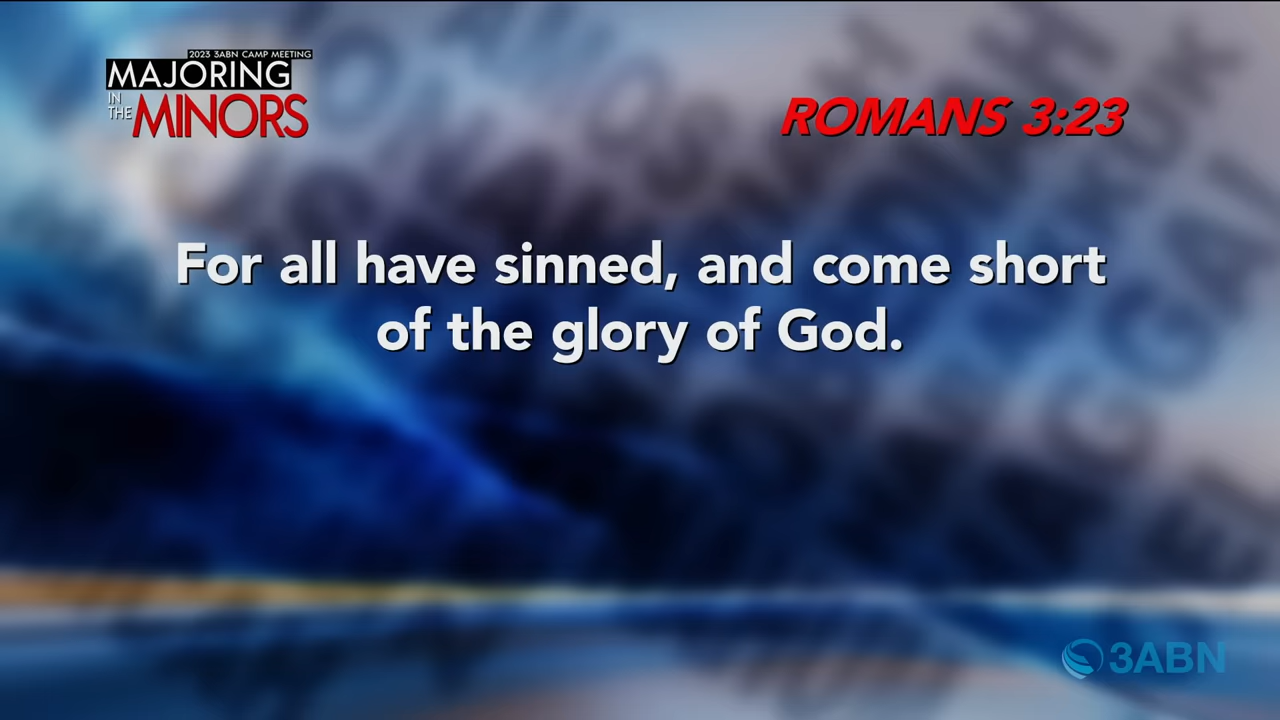 2023 3ABN CAMP MEETING
MAJORING
IN THE MINORS
ROMANS 3:23
For all have sinned, and come short
of the glory of God.
3ABN